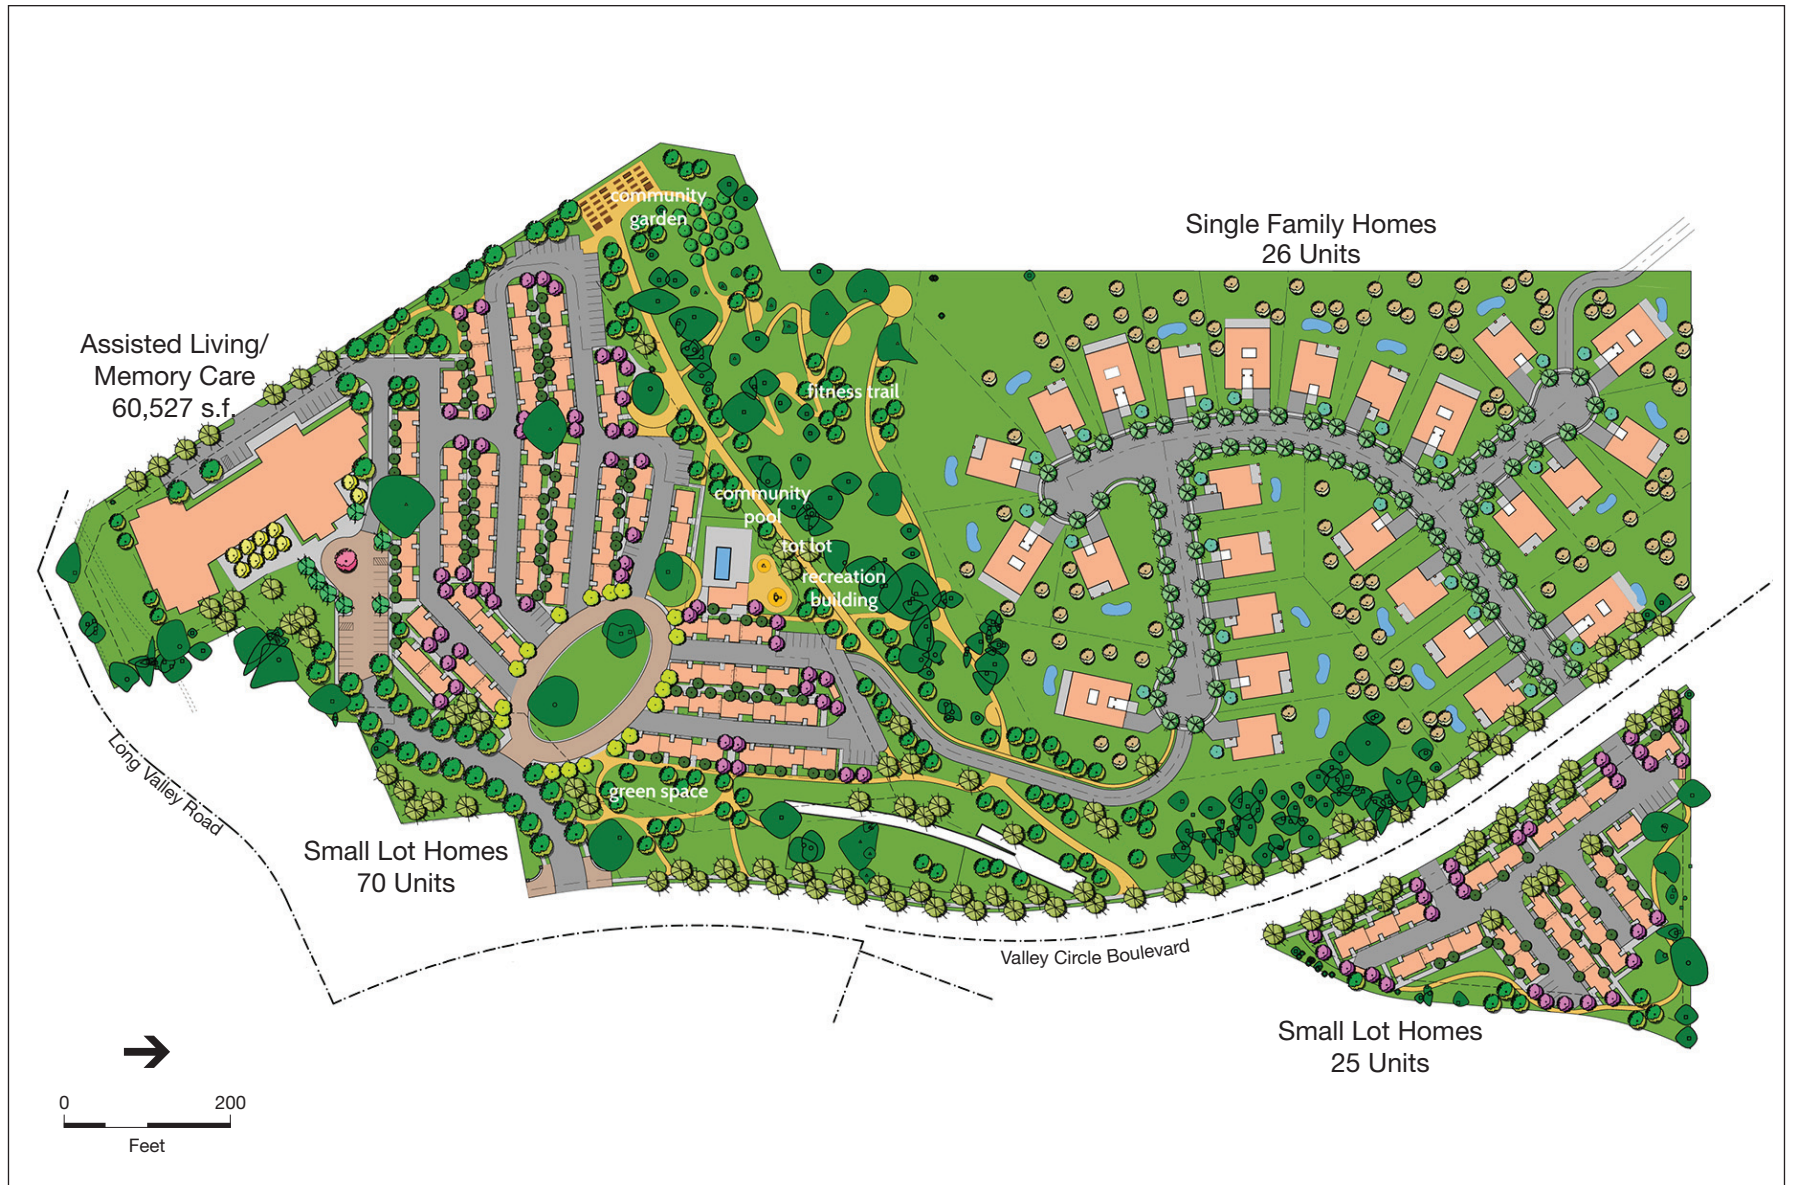 community
garden
Single Family Homes
26 Units
Assisted Living/
Memory Care
60,527 s.f.
fitness trail
community
pool
tot lot
recreation
building
green space
Long Valley Road
Small Lot Homes
70 Units
Valley Circle Boulevard
Small Lot Homes
25 Units
0 200
Feet